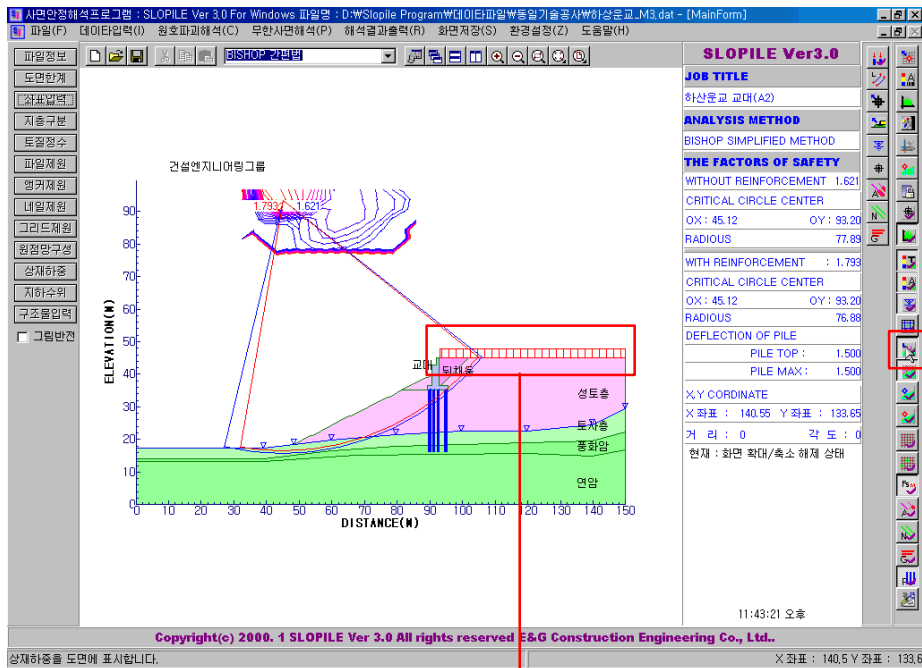 사면안정해석프로그램 : SLOPILE Ver 3,0 For Windows 파일명 : D:₩Slopile Program₩데이타파일₩동일기술공사₩하상운교_M3.dat - [MainForm]
파일(F) 데이타입력(I) 원호파괴해석(C) 무한사면해석(P) 해석결과출력(R) 화면저장(S) 환경설정(Z) 도움말(H)
파일정보
도면한계
좌표입력
지층구분
토질정수
파일제원
앵커제원
네일제원
그리드제원
원점망구성
상재하중
지하수위
구조물입력
그림반전
BISHOP 간편법
건설엔지니어링그룹
1.793 1.621
90
80
70
60
50
40
30
20
10
0
ELEVATION(M)
교대
뒤채움
성토층
토사층
풍화암
연암
0 10 20 30 40 50 60 70 80 90 100 110 120 130 140 150
DISTANCE(M)
SLOPILE Ver3.0
JOB TITLE
하산운교 교대(A2)
ANALYSIS METHOD
BISHOP SIMPLIFIED METHOD
THE FACTORS OF SAFETY
WITHOUT REINFORCEMENT 1.621
CRITICAL CIRCLE CENTER
OX : 45.12 OY : 93.20
RADIOUS 77.89
WITH REINFORCEMENT : 1.793
CRITICAL CIRCLE CENTER
OX : 45.12 OY : 93.20
RADIOUS 76.88
DEFLECTION OF PILE
PILE TOP : 1.500
PILE MAX : 1.500
X,Y CORDINATE
X 좌표 : 140.55 Y 좌표 : 133.65
거 리 : 0 각 도 : 0
현재 : 화면 확대/축소 해제 상태
11:43:21 오후
Copyright(c) 2000. 1 SLOPILE Ver 3.0 All rights reserved E&G Construction Engineering Co., Ltd..
상재하중을 도면에 표시합니다.
X 좌표 : 140,5 Y 좌표 : 133,6